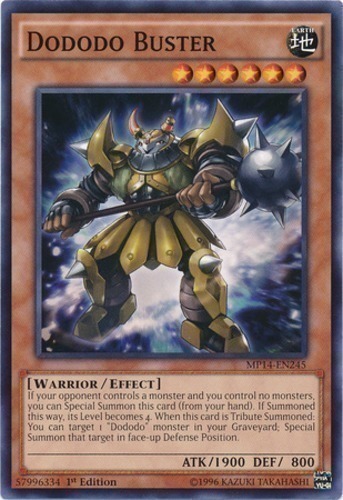 DODODO BUSTER
EARTH
地
MP14-EN245
[WARRIOR / EFFECT]
If your opponent controls a monster and you control no monsters,
you can Special Summon this card (from your hand). If Summoned
this way, its Level becomes 4. When this card is Tribute Summoned:
You can target 1 "Dododo" monster in your Graveyard; Special
Summon that target in face-up Defense Position.
ATK/1900 DEF/ 800
57996334 1st Edition ©1996 KAZUKI TAKAHASHI